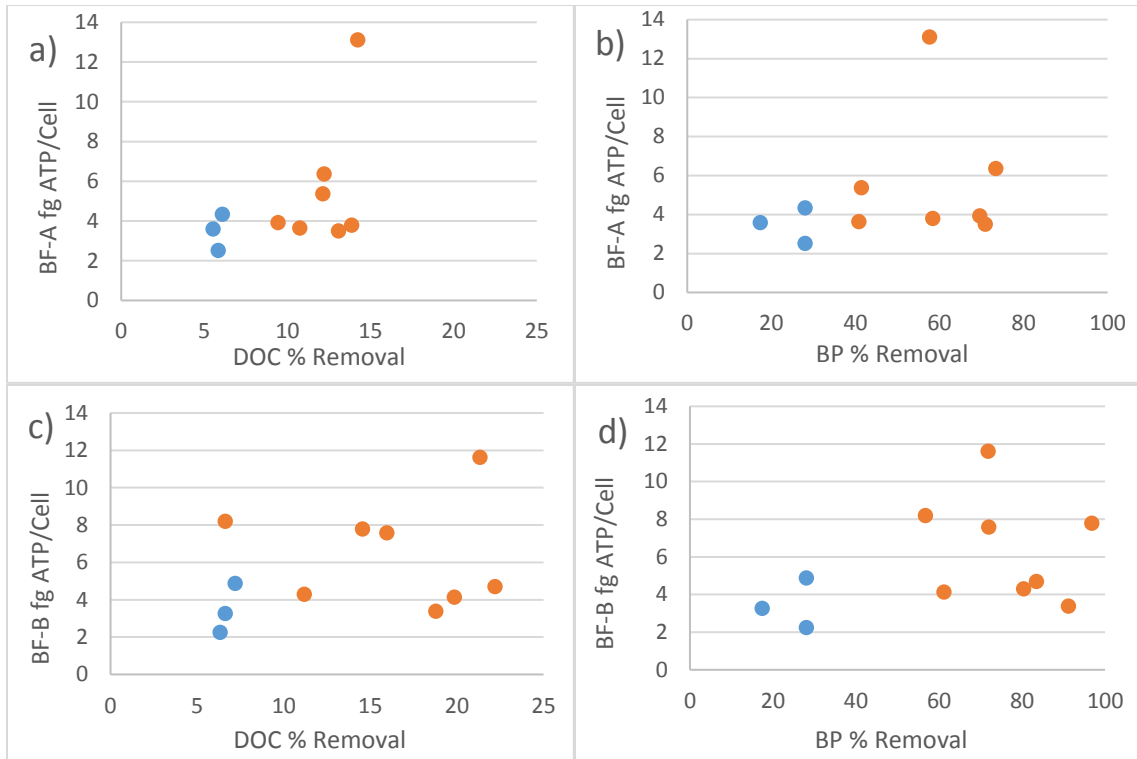 a)
14
12
10
8
6
4
2
0
BF-A fg ATP/Cell
0 5 10 15 20 25
DOC % Removal
b)
14
12
10
8
6
4
2
0
BF-A fg ATP/Cell
0 20 40 60 80 100
BP % Removal
c)
14
12
10
8
6
4
2
0
BF-B fg ATP/Cell
0 5 10 15 20 25
DOC % Removal
d)
14
12
10
8
6
4
2
0
BF-B fg ATP/Cell
0 20 40 60 80 100
BP % Removal